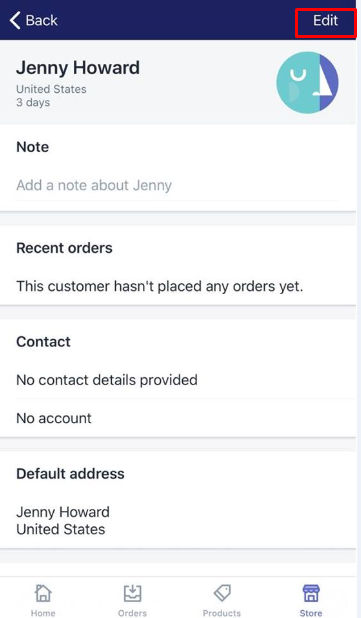 Back
Edit
Jenny Howard
United States
3 days
Note
Add a note about Jenny
Recent orders
This customer hasn't placed any orders yet.
Contact
No contact details provided
No account
Default address
Jenny Howard
United States
Home
Orders
Products
Store